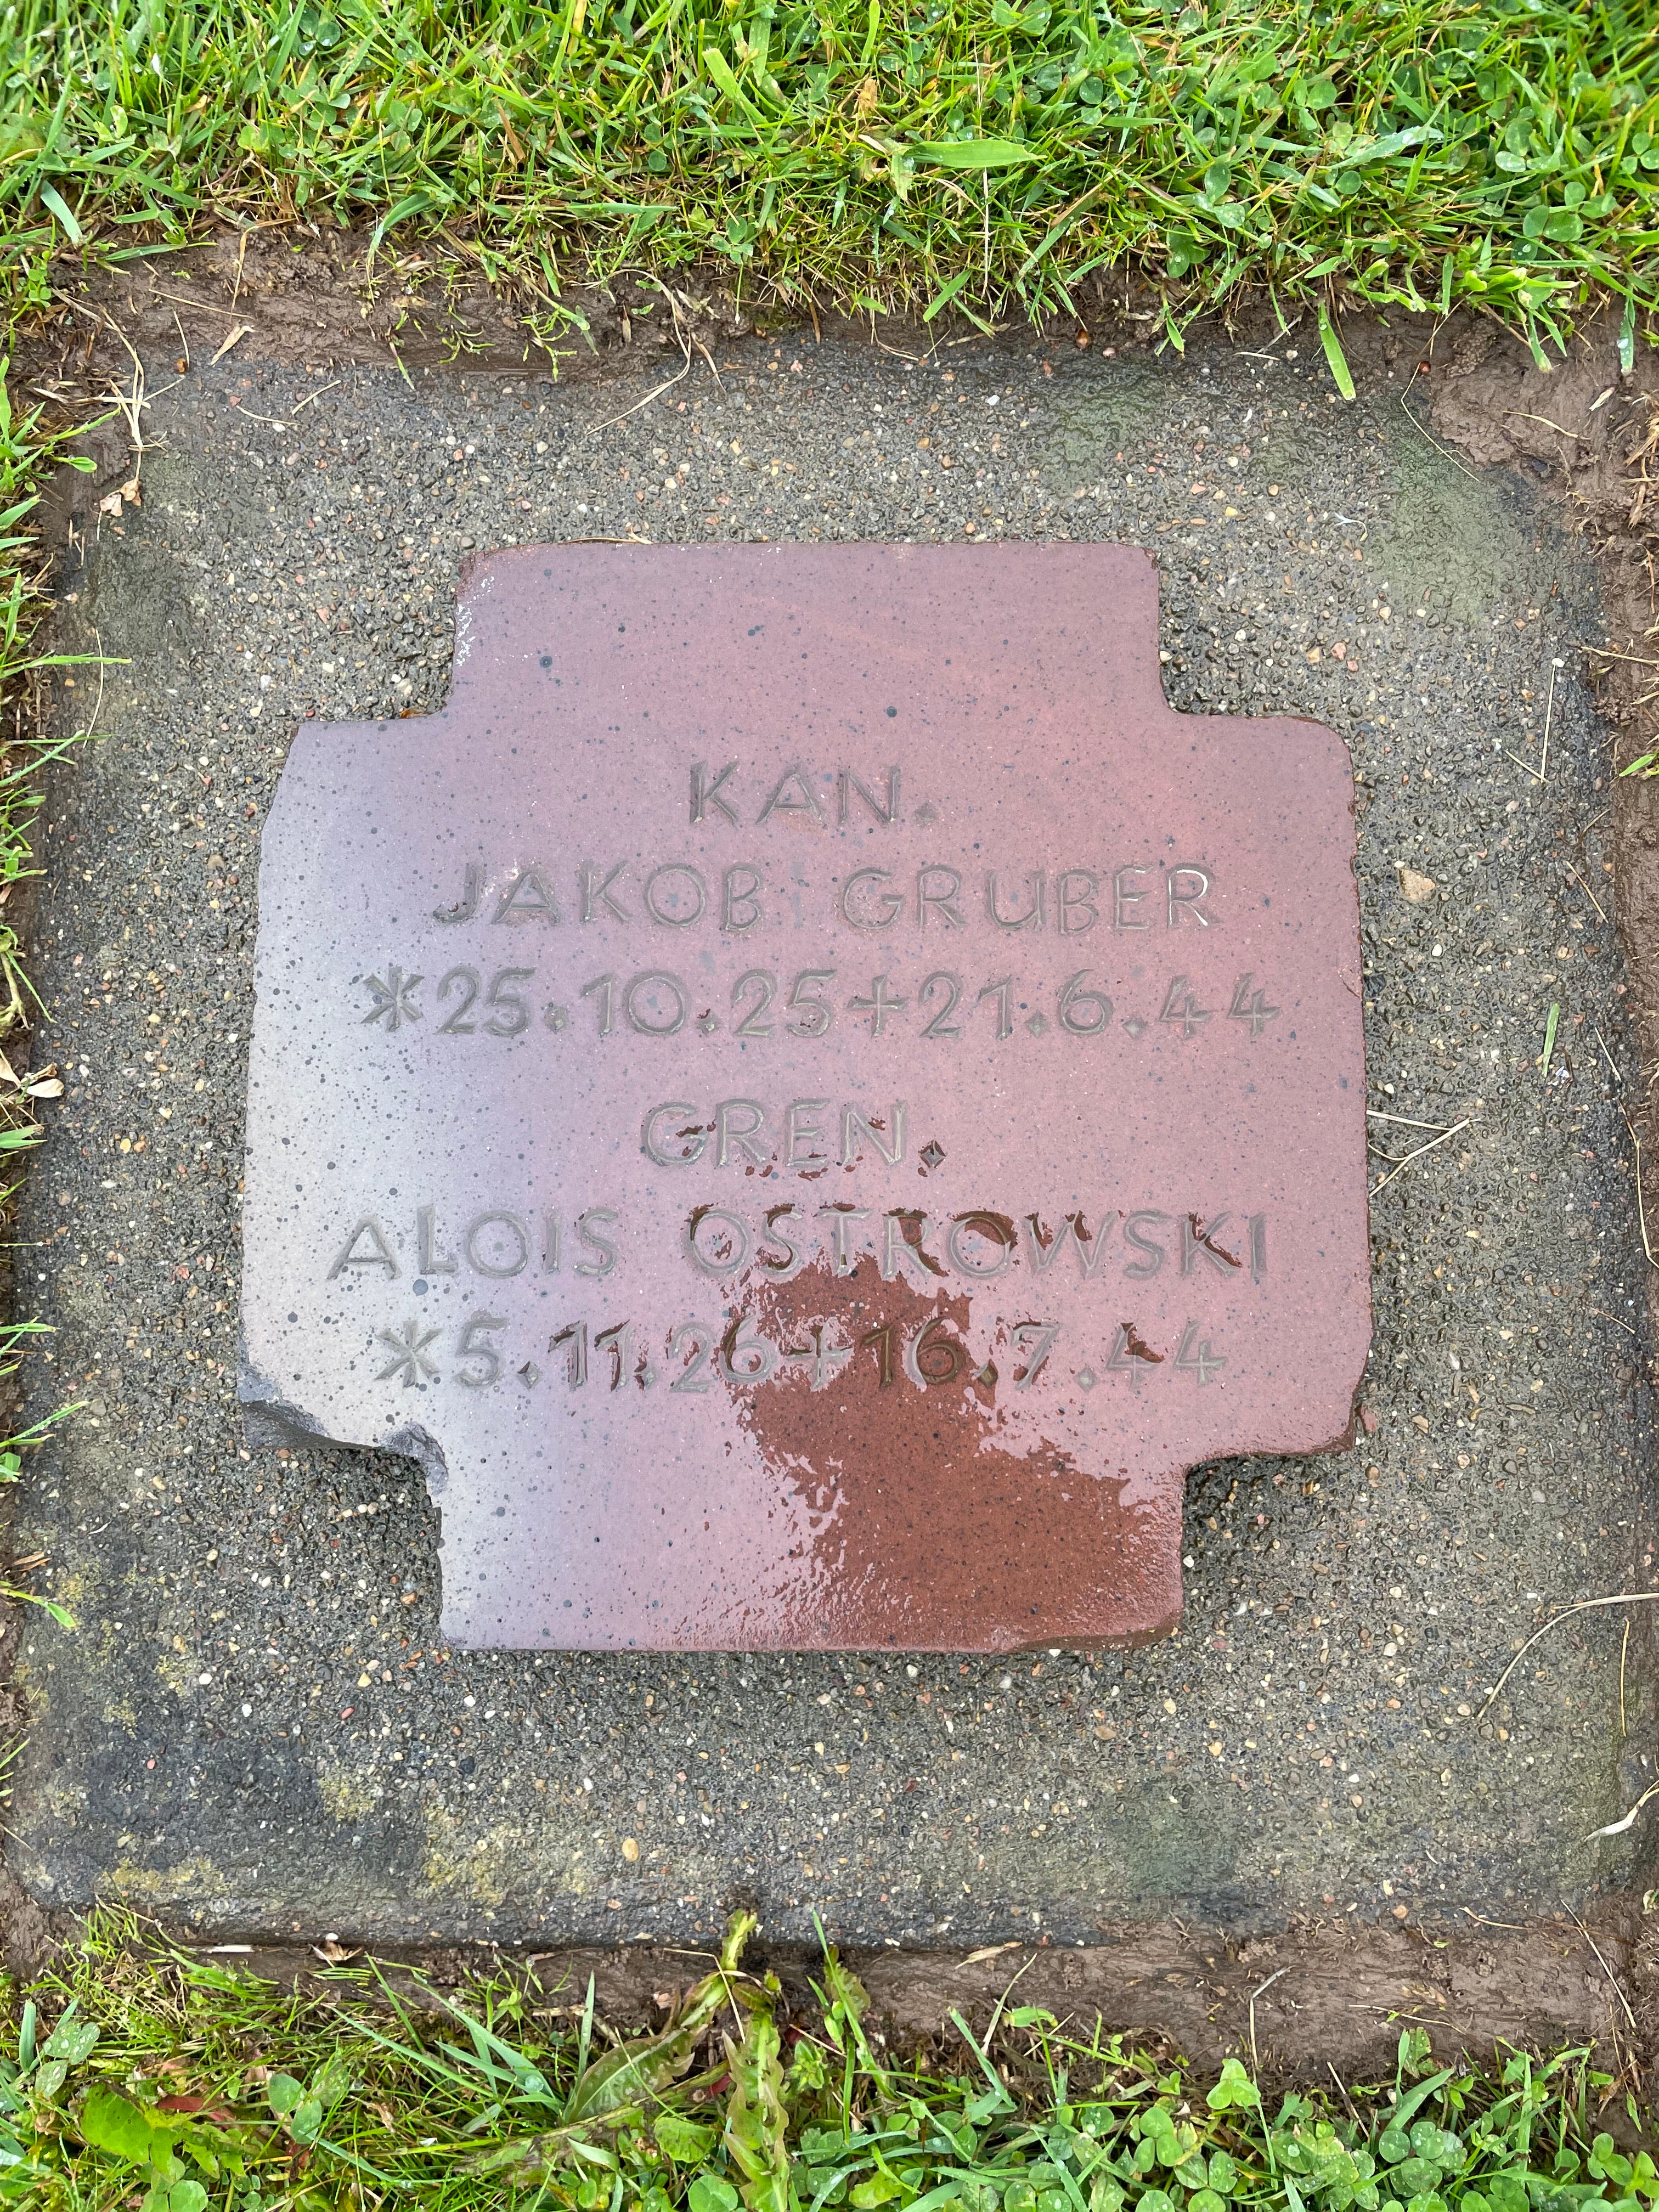 KAN.
JAKOB GRUBER
*25.10.25+21.6.44
GREN.
ALOIS OSTROWSKI
*5.11.26+16.7.44